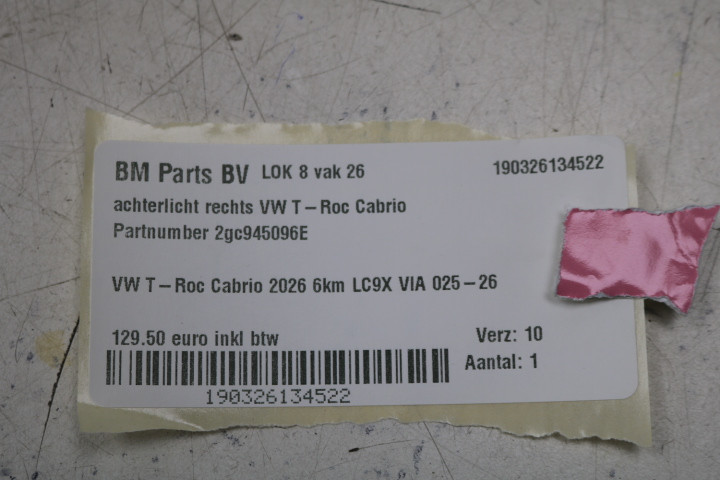 BM Parts BV LOK 8 vak 26 190326134522
achterlicht rechts VW T-Roc Cabrio
Partnumber 2gc945096E
VW T-Roc Cabrio 2026 6km LC9X VIA 025-26
129.50 euro inkl btw Verz: 10
Aantal: 1
190326134522